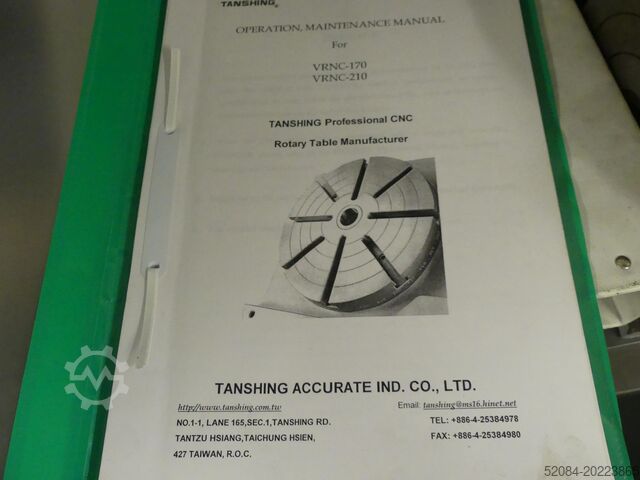 TANSHING®
OPERATION, MAINTENANCE MANUAL
For
VRNC-170
VRNC-210
TANSHING Professional CNC
Rotary Table Manufacturer
TANSHING ACCURATE IND. CO., LTD.
http://www.tanshing.com.tw Email: tanshing@ms16.hinet.net
NO.1-1, LANE 165,SEC.1,TANSHING RD. TEL: +886-4-25384978
TANTZU HSIANG,TAICHUNG HSIEN, FAX: +886-4-25384980
427 TAIWAN, R.O.C.
52084-20223865